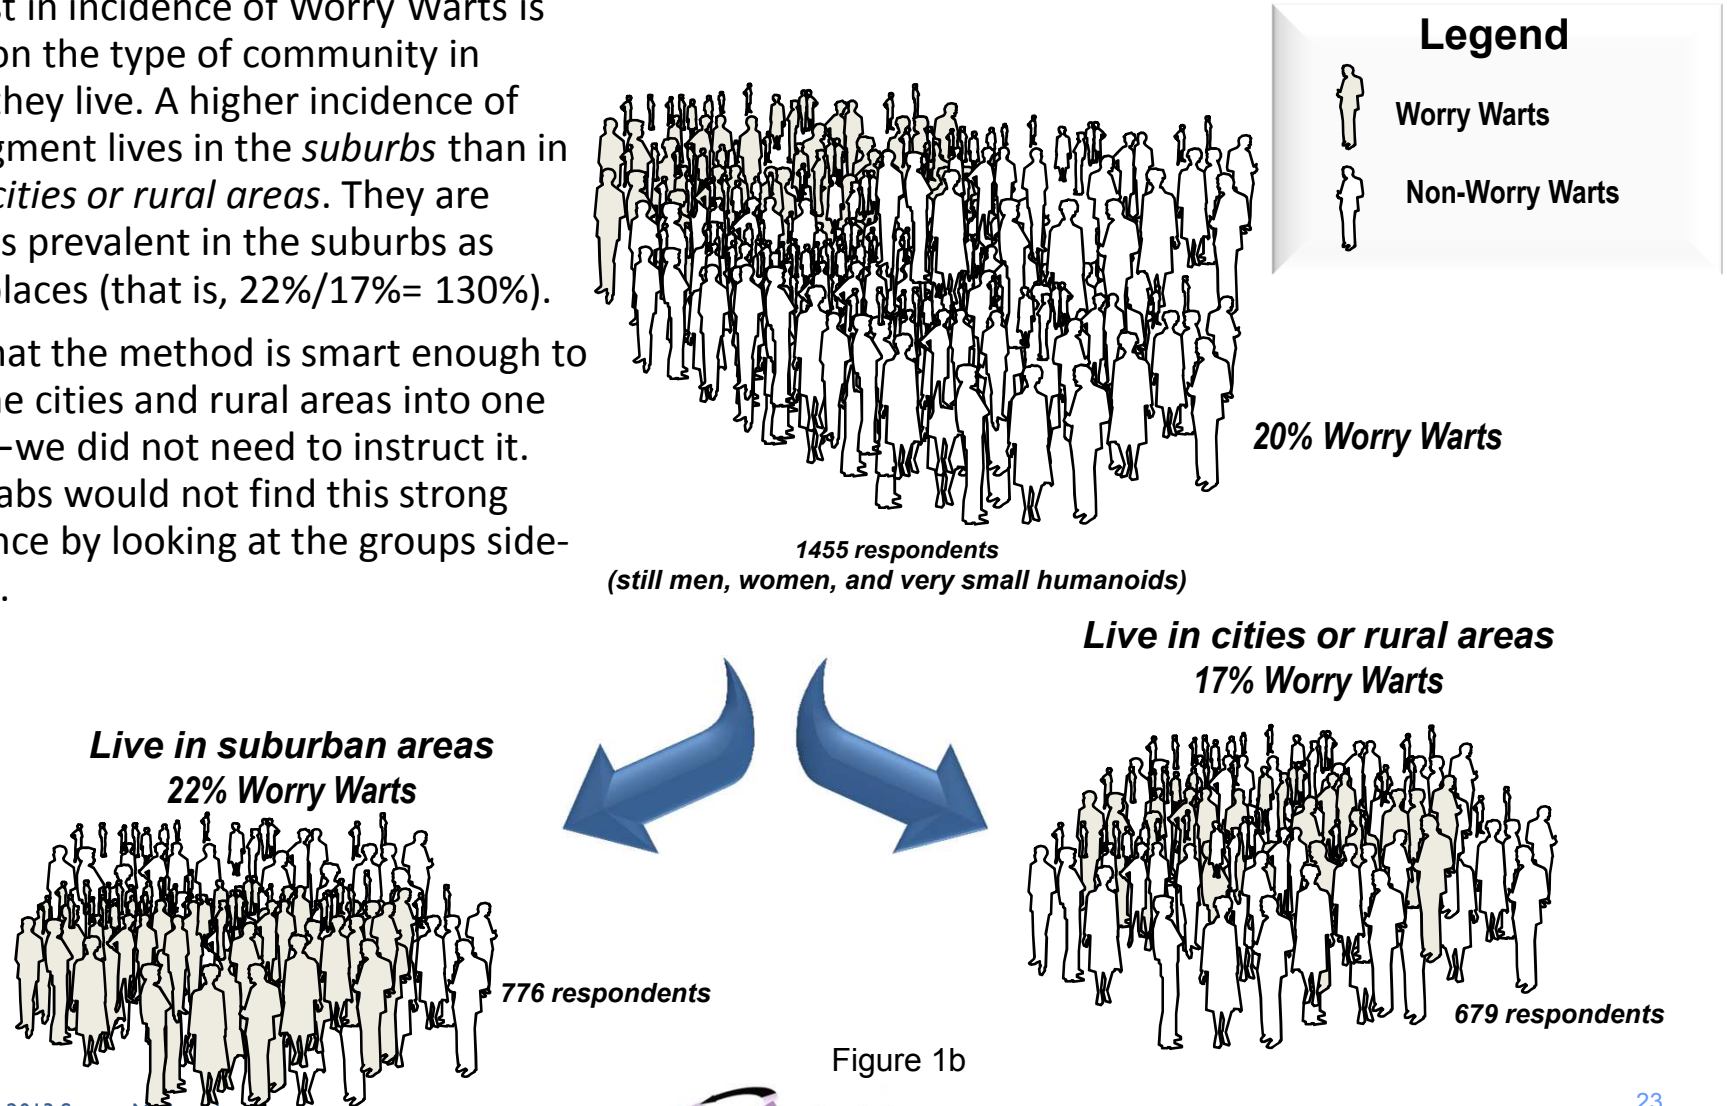 st in incidence of Worry Warts is
on the type of community in
they live. A higher incidence of
gment lives in the suburbs than in
cities or rural areas. They are
s prevalent in the suburbs as
places (that is, 22%/17%= 130%).
hat the method is smart enough to
ne cities and rural areas into one
–we did not need to instruct it.
abs would not find this strong
nce by looking at the groups side-
.
Legend
Worry Warts
Non-Worry Warts
20% Worry Warts
1455 respondents
(still men, women, and very small humanoids)
Live in cities or rural areas
17% Worry Warts
Live in suburban areas
22% Worry Warts
776 respondents
679 respondents
Figure 1b
23